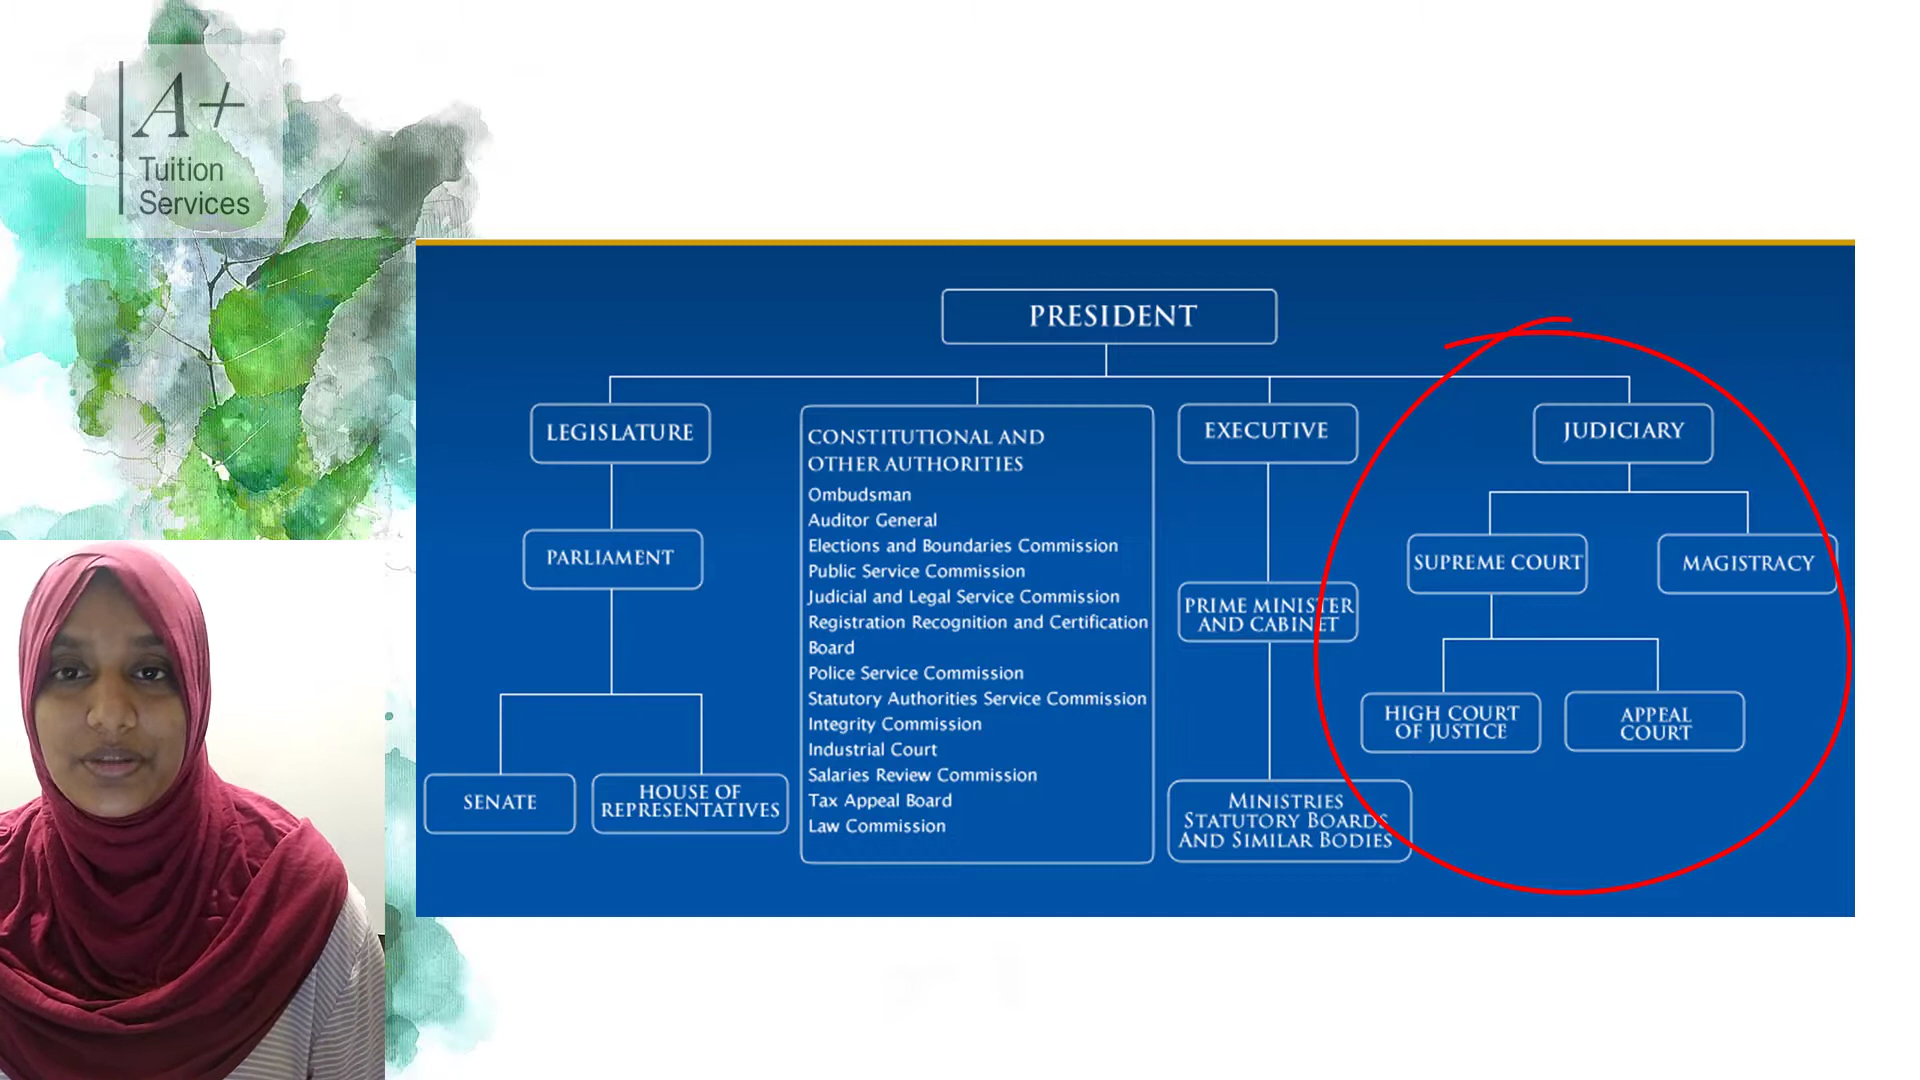 A+
Tuition
Services
PRESIDENT
LEGISLATURE
PARLIAMENT
SENATE
HOUSE OF
REPRESENTATIVES
CONSTITUTIONAL AND
OTHER AUTHORITIES
Ombudsman
Auditor General
Elections and Boundaries Commission
Public Service Commission
Judicial and Legal Service Commission
Registration Recognition and Certification
Board
Police Service Commission
Statutory Authorities Service Commission
Integrity Commission
Industrial Court
Salaries Review Commission
Tax Appeal Board
Law Commission
EXECUTIVE
PRIME MINISTER
AND CABINET
MINISTRIES
STATUTORY BOARDS
AND SIMILAR BODIES
JUDICIARY
SUPREME COURT
MAGISTRACY
HIGH COURT
OF JUSTICE
APPEAL
COURT